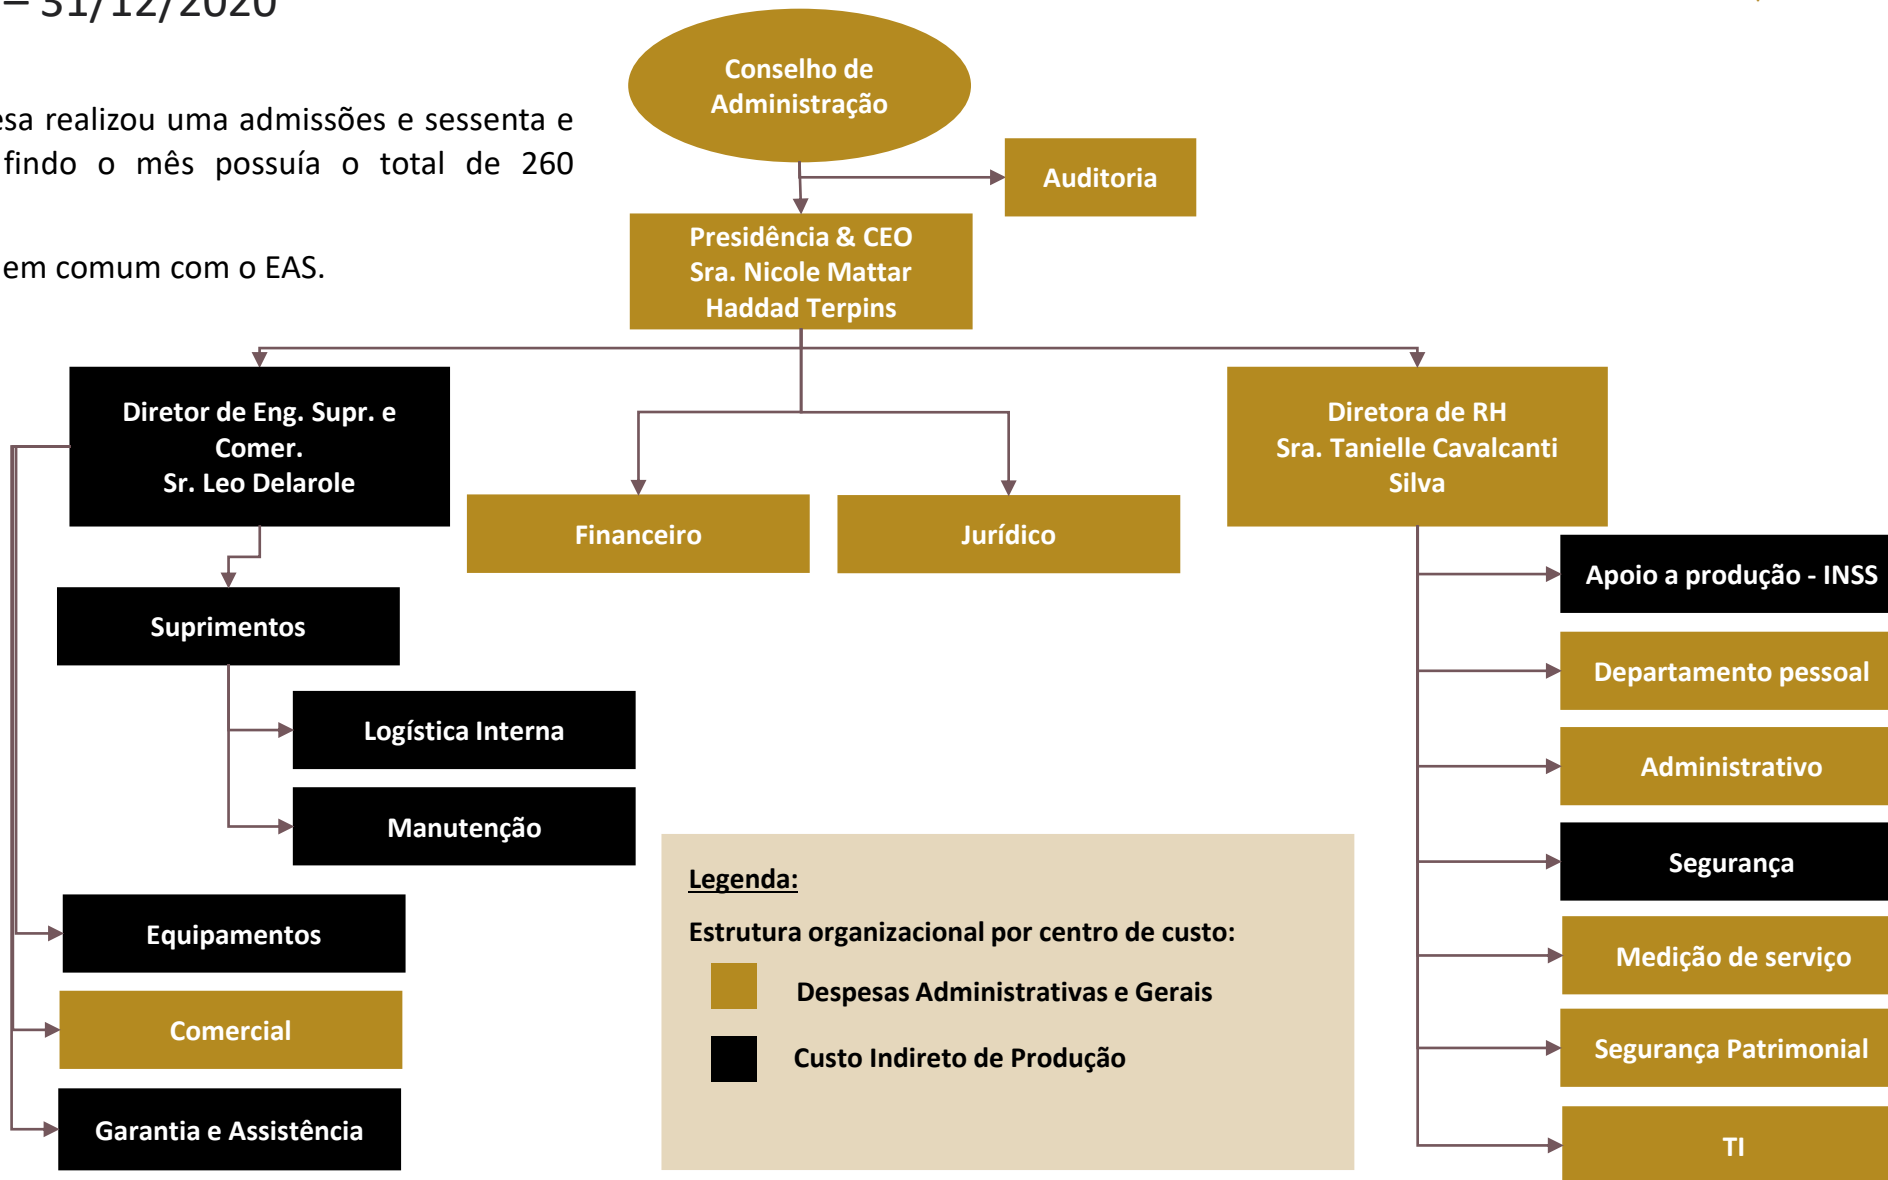 – 31/12/2020
esa realizou uma admissões e sessenta e
findo o mês possuía o total de 260
em comum com o EAS.
Conselho de
Administração
Auditoria
Presidência & CEO
Sra. Nicole Mattar
Haddad Terpins
Diretor de Eng. Supr. e
Comer.
Sr. Leo Delarole
Diretora de RH
Sra. Tanielle Cavalcanti
Silva
Financeiro
Jurídico
Suprimentos
Logística Interna
Manutenção
Equipamentos
Comercial
Garantia e Assistência
Apoio a produção - INSS
Departamento pessoal
Administrativo
Segurança
Medição de serviço
Segurança Patrimonial
TI
Legenda:
Estrutura organizacional por centro de custo:
Despesas Administrativas e Gerais
Custo Indireto de Produção